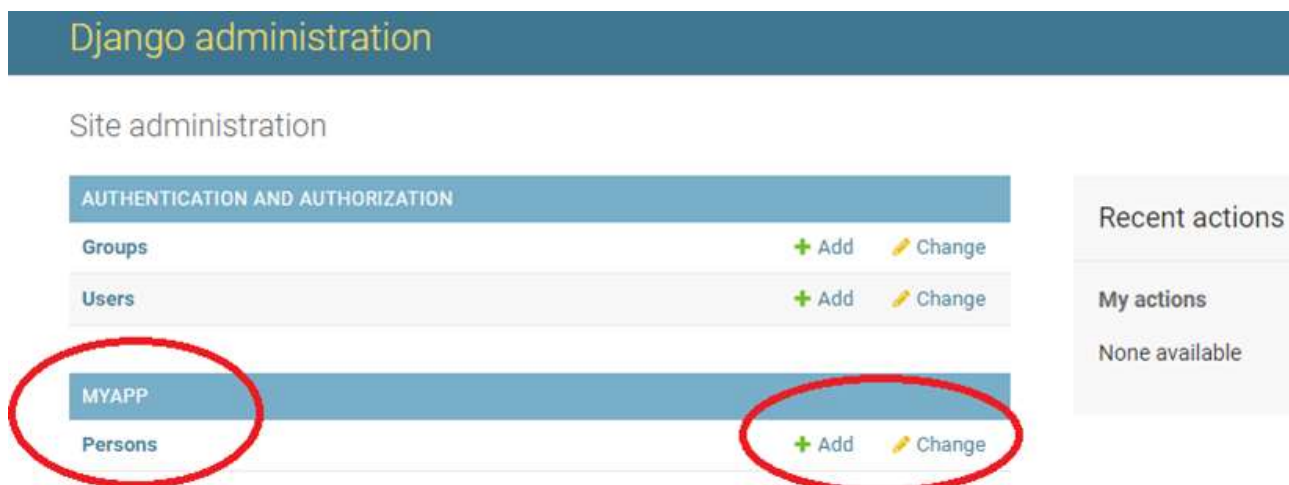 Django administration
Site administration
AUTHENTICATION AND AUTHORIZATION
Groups + Add Change
Users + Add Change
MYAPP
Persons + Add Change
Recent actions
My actions
None available